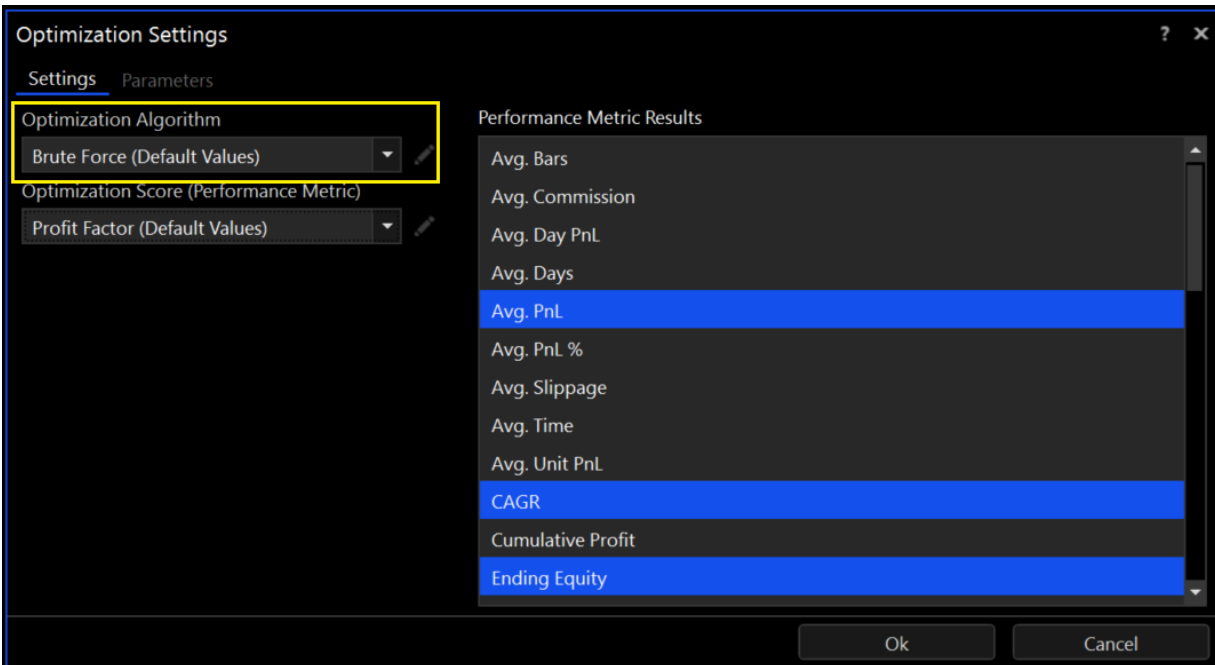 Optimization Settings
? ×
Settings Parameters
Optimization Algorithm
Brute Force (Default Values)
Optimization Score (Performance Metric)
Profit Factor (Default Values)
Performance Metric Results
Avg. Bars
Avg. Commission
Avg. Day PnL
Avg. Days
Avg. PnL
Avg. PnL %
Avg. Slippage
Avg. Time
Avg. Unit PnL
CAGR
Cumulative Profit
Ending Equity
Ok Cancel